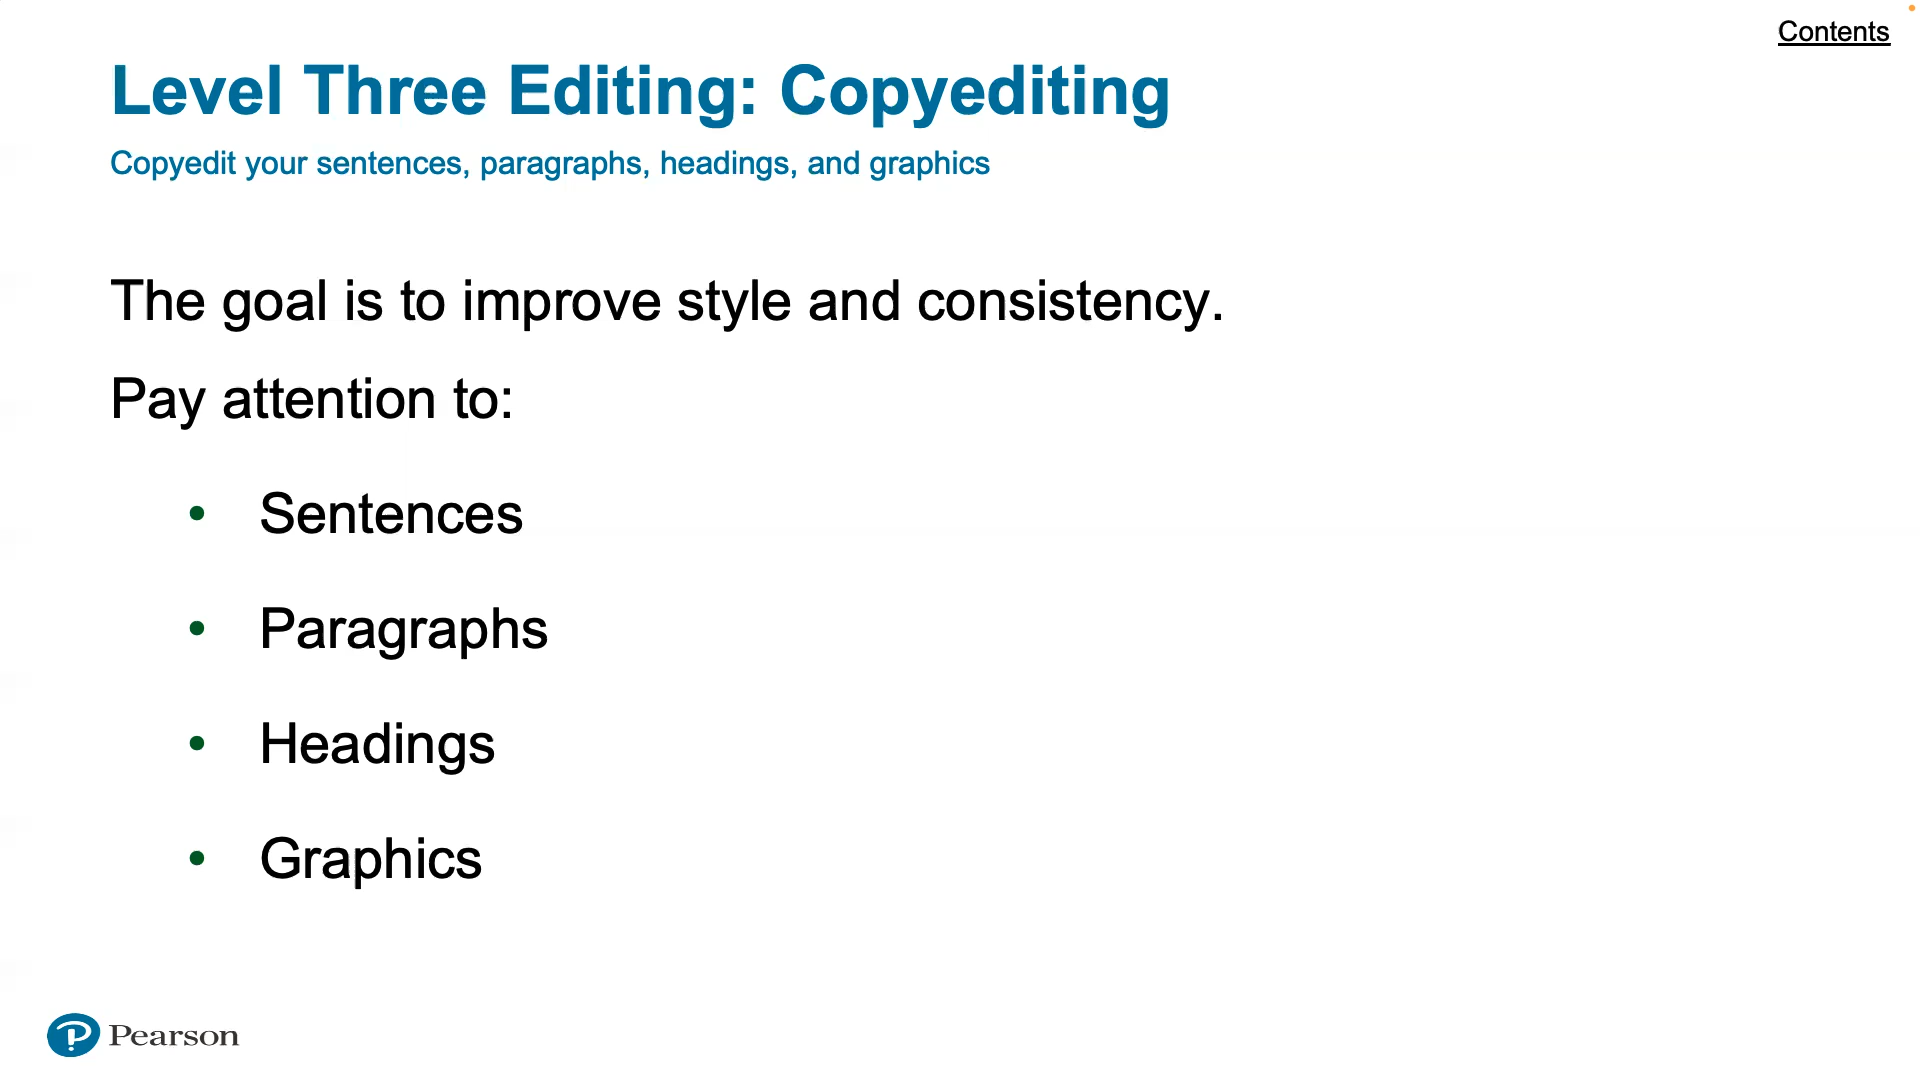 Contents
Level Three Editing: Copyediting
Copyedit your sentences, paragraphs, headings, and graphics
The goal is to improve style and consistency.
Pay attention to:
• Sentences
• Paragraphs
• Headings
• Graphics
Pearson